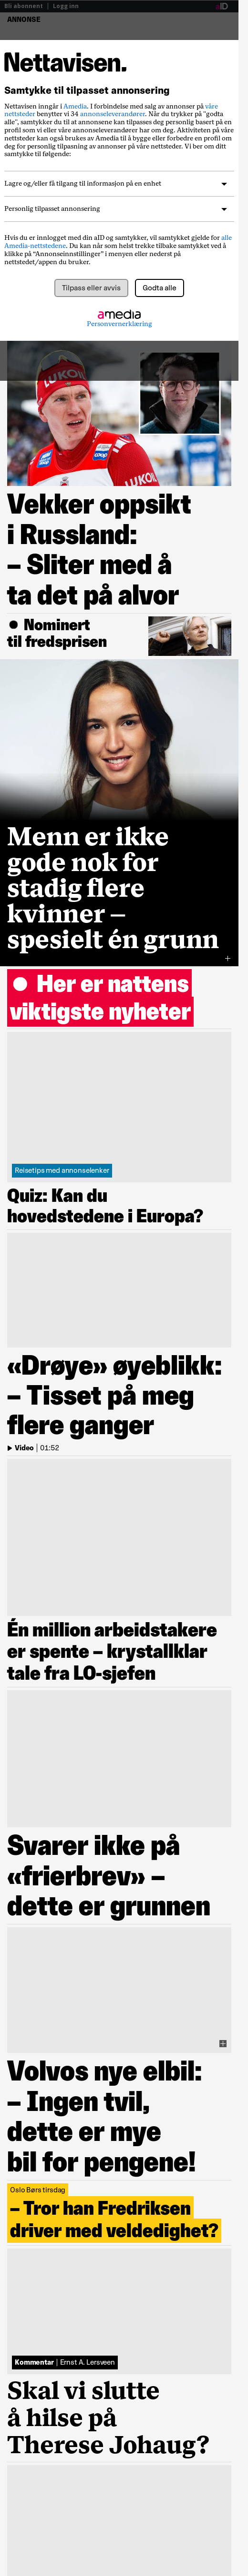 Bli abonnent | Logg inn
aID
ANNONSE
Nettavisen.
Samtykke til tilpasset annonsering
Nettavisen inngår i Amedia. I forbindelse med salg av annonser på våre
nettsteder benytter vi 34 annonseleverandører. Når du trykker på "godta
alle", samtykker du til at annonsene kan tilpasses deg personlig basert på en
profil som vi eller våre annonseleverandører har om deg. Aktiviteten på våre
nettsteder kan også brukes av Amedia til å bygge eller forbedre en profil om
deg for personlig tilpasning av annonser på våre nettsteder. Vi ber om ditt
samtykke til følgende:
Lagre og/eller få tilgang til informasjon på en enhet
Personlig tilpasset annonsering
Hvis du er innlogget med din aID og samtykker, vil samtykket gjelde for alle
Amedia-nettstedene. Du kan når som helst trekke tilbake samtykket ved å
klikke på “Annonseinnstillinger” i menyen eller nederst på
nettstedet/appen du bruker.
Tilpass eller avvis
Godta alle
amedia
Personvernerklæring
LUKOIL
Vekker oppsikt
i Russland:
– Sliter med å
ta det på alvor
Nominert
til fredsprisen
Menn er ikke
gode nok for
stadig flere
kvinner –
spesielt én grunn
Her er nattens
viktigste nyheter
Reisetips med annonselenker
Quiz: Kan du
hovedstedene i Europa?
«Drøye» øyeblikk:
– Tisset på meg
flere ganger
Video | 01:52
Én million arbeidstakere
er spente – krystallklar
tale fra LO-sjefen
Svarer ikke på
«frierbrev» –
dette er grunnen
Volvos nye elbil:
– Ingen tvil,
dette er mye
bil for pengene!
Oslo Børs tirsdag
– Tror han Fredriksen
driver med veldedighet?
Kommentar | Ernst A. Lersveen
Skal vi slutte
å hilse på
Therese Johaug?